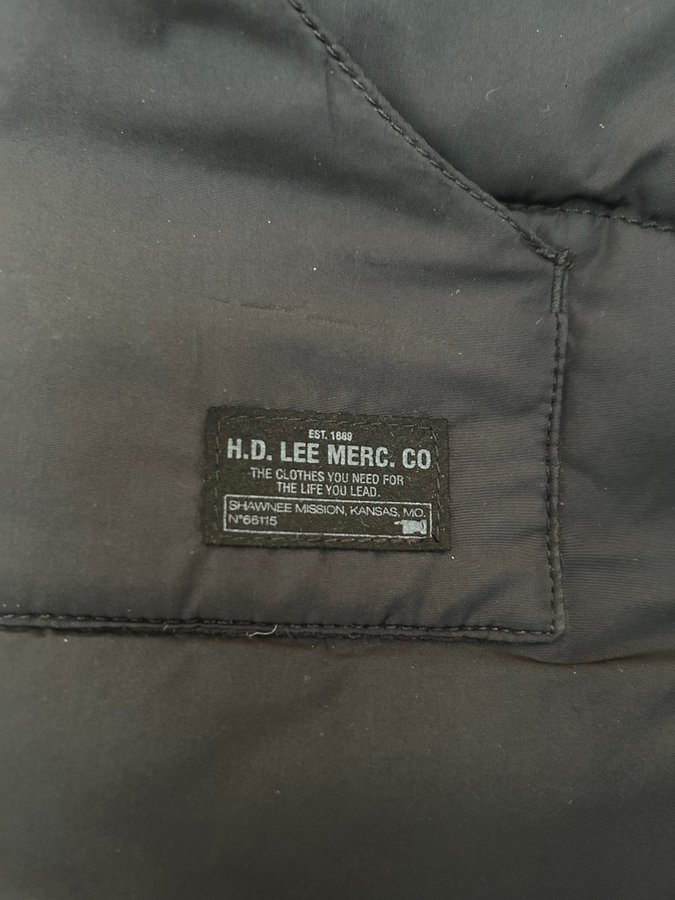 EST. 1889
H.D. LEE MERC. CO
THE CLOTHES YOU NEED FOR
THE LIFE YOU LEAD.
SHAWNEE MISSION, KANSAS, MO.
N°66115